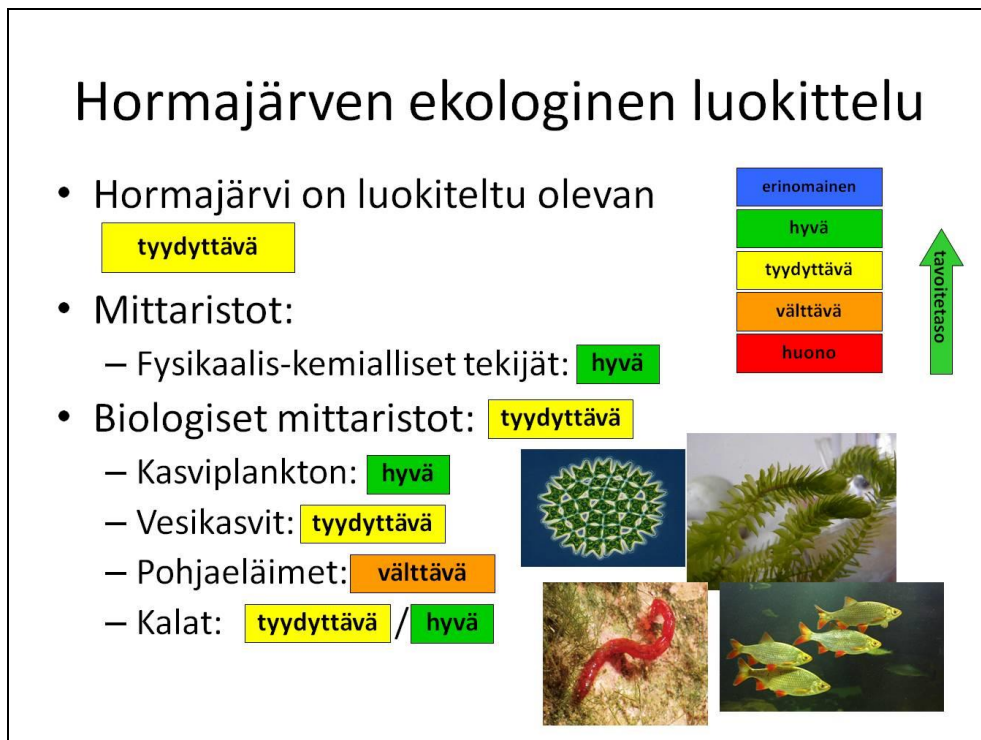 Hormajärven ekologinen luokittelu
• Hormajärvi on luokiteltu olevan
tyydyttävä
• Mittaristot:
– Fysikaalis-kemialliset tekijät: hyvä
• Biologiset mittaristot: tyydyttävä
– Kasviplankton: hyvä
– Vesikasvit: tyydyttävä
– Pohjaeläimet: välttävä
– Kalat: tyydyttävä / hyvä
erinomainen
hyvä
tyydyttävä
välttävä
huono
tavoitetaso